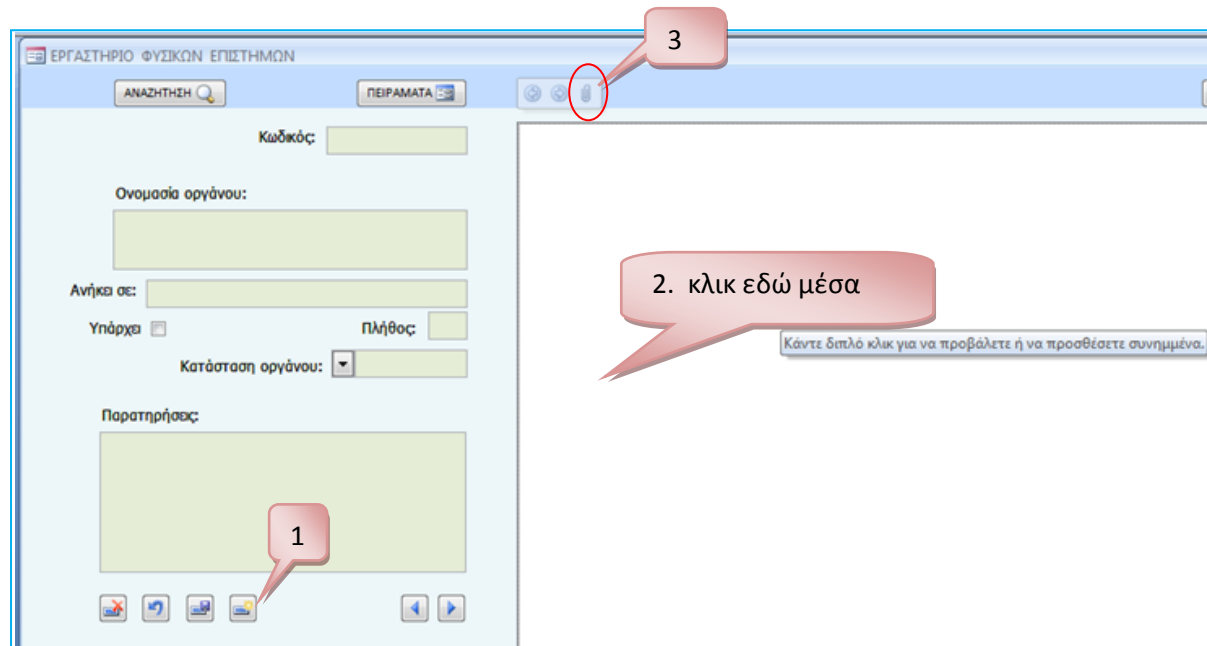 3
ΕΡΓΑΣΤΗΡΙΟ ΦΥΣΙΚΩΝ ΕΠΙΣΤΗΜΩΝ
ΑΝΑΖΗΤΗΣΗ
ΠΕΙΡΑΜΑΤΑ
Κωδικός:
Ονομασία οργάνου:
2. κλικ εδώ μέσα
Ανήκει σε:
Υπάρχει
Πλήθος:
Κάντε διπλό κλικ για να προβάλετε ή να προσθέσετε συνημμένα.
Κατάσταση οργάνου:
Παρατηρήσεις:
1